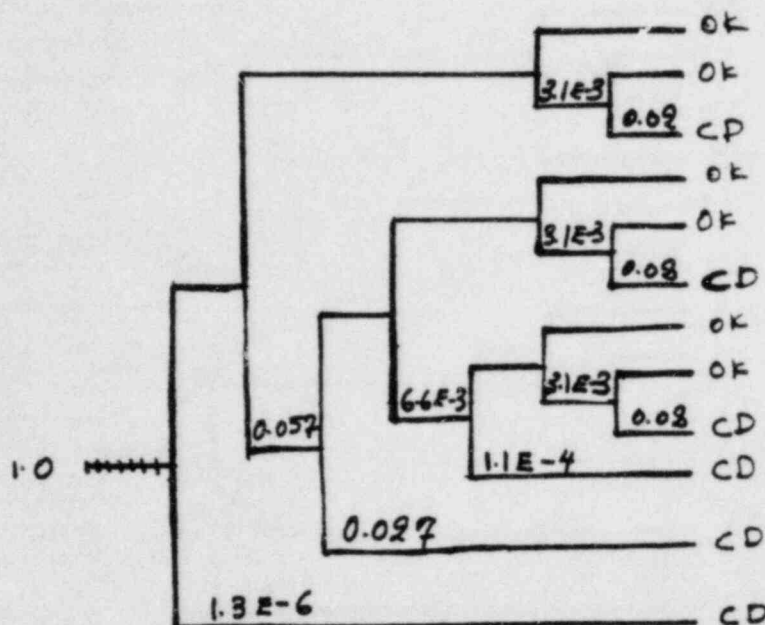 OK
OK
3.1E-3
0.02
CD
OK
OK
3.1E-3
0.08
CD
OK
OK
6.6E-3
3.1E-3
0.057
0.08
CD
1.0
1.1E-4
CD
0.027
CD
1.3E-6
CD